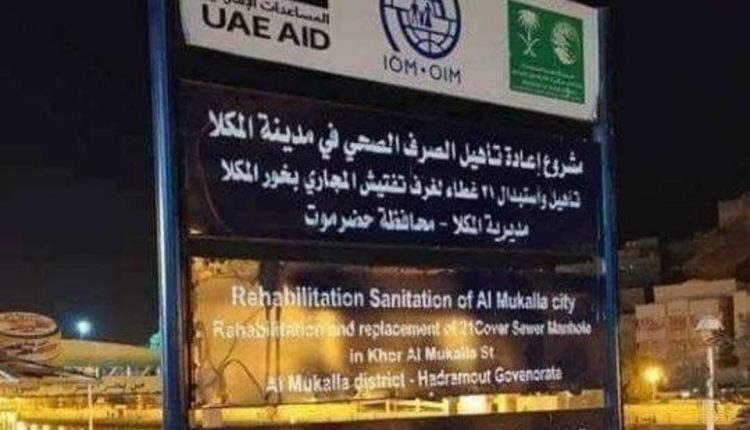 المساعدات الإماراتية
UAE AID
IOM • OIM
مشروع إعادة تأهيل الصرف الصحي في مدينة المكلا
تأهيل وأستبدال ٢١ غطاء لغرف تفتيش المجاري بخور المكلا
مديرية المكلا - محافظة حضرموت
Rehabilitation Sanitation of Al Mukalla city
Rehabilitation and replacement of 21Cover Sewer Manhole
in Khor Al Mukalla St
Al Mukalla district - Hadramout Govenorate